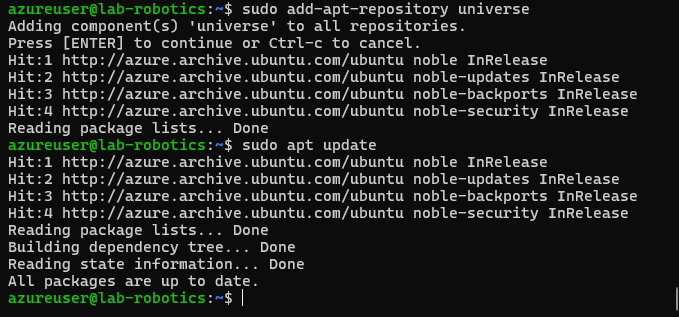 azureuser@lab-robotics:~$ sudo add-apt-repository universe
Adding component(s) 'universe' to all repositories.
Press [ENTER] to continue or Ctrl-c to cancel.
Hit:1 http://azure.archive.ubuntu.com/ubuntu noble InRelease
Hit:2 http://azure.archive.ubuntu.com/ubuntu noble-updates InRelease
Hit:3 http://azure.archive.ubuntu.com/ubuntu noble-backports InRelease
Hit:4 http://azure.archive.ubuntu.com/ubuntu noble-security InRelease
Reading package lists... Done
azureuser@lab-robotics:~$ sudo apt update
Hit:1 http://azure.archive.ubuntu.com/ubuntu noble InRelease
Hit:2 http://azure.archive.ubuntu.com/ubuntu noble-updates InRelease
Hit:3 http://azure.archive.ubuntu.com/ubuntu noble-backports InRelease
Hit:4 http://azure.archive.ubuntu.com/ubuntu noble-security InRelease
Reading package lists... Done
Building dependency tree... Done
Reading state information... Done
All packages are up to date.
azureuser@lab-robotics:~$